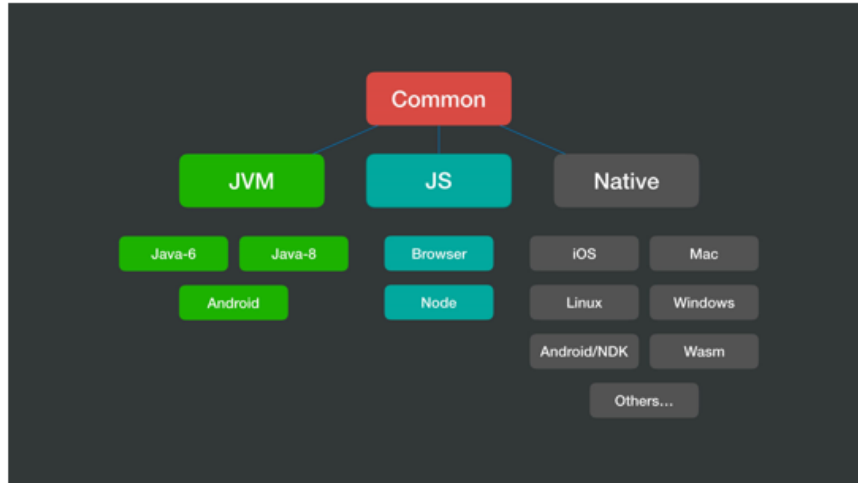 Common
JVM
JS
Native
Java-6
Java-8
Browser
iOS
Mac
Android
Node
Linux
Windows
Android/NDK
Wasm
Others...